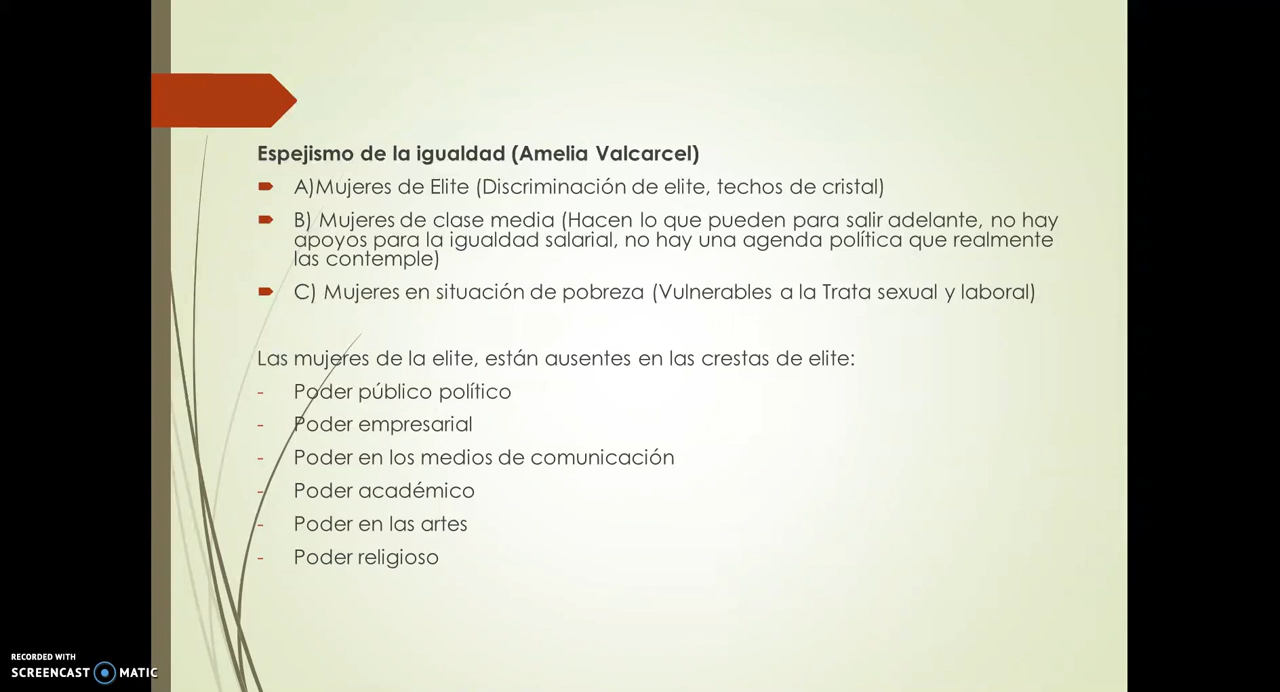 Espejismo de la igualdad (Amelia Valcarcel)
A)Mujeres de Elite (Discriminación de elite, techos de cristal)
B) Mujeres de clase media (Hacen lo que pueden para salir adelante, no hay
apoyos para la igualdad salarial, no hay una agenda política que realmente
las contemple)
C) Mujeres en situación de pobreza (Vulnerables a la Trata sexual y laboral)
Las mujeres de la elite, están ausentes en las crestas de elite:
- Poder público político
- Poder empresarial
- Poder en los medios de comunicación
- Poder académico
- Poder en las artes
- Poder religioso
RECORDED WITH
SCREENCAST MATIC